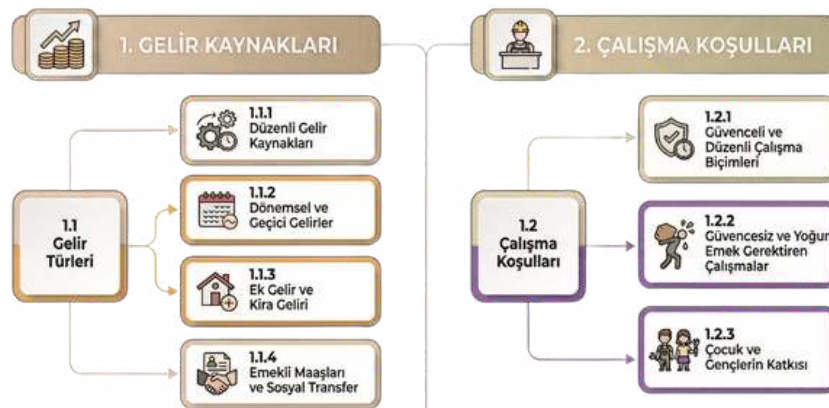 1. GELİR KAYNAKLARI
1.1
Gelir
Türleri
1.1.1
Düzenli Gelir
Kaynakları
1.1.2
Dönemsel ve
Geçici Gelirler
1.1.3
Ek Gelir ve
Kira Geliri
1.1.4
Emekli Maaşları
ve Sosyal Transfer
2. ÇALIŞMA KOŞULLARI
1.2
Çalışma
Koşulları
1.2.1
Güvenceli ve
Düzenli Çalışma
Biçimleri
1.2.2
Güvencesiz ve Yoğun
Emek Gerektiren
Çalışmalar
1.2.3
Çocuk ve
Gençlerin Katkısı